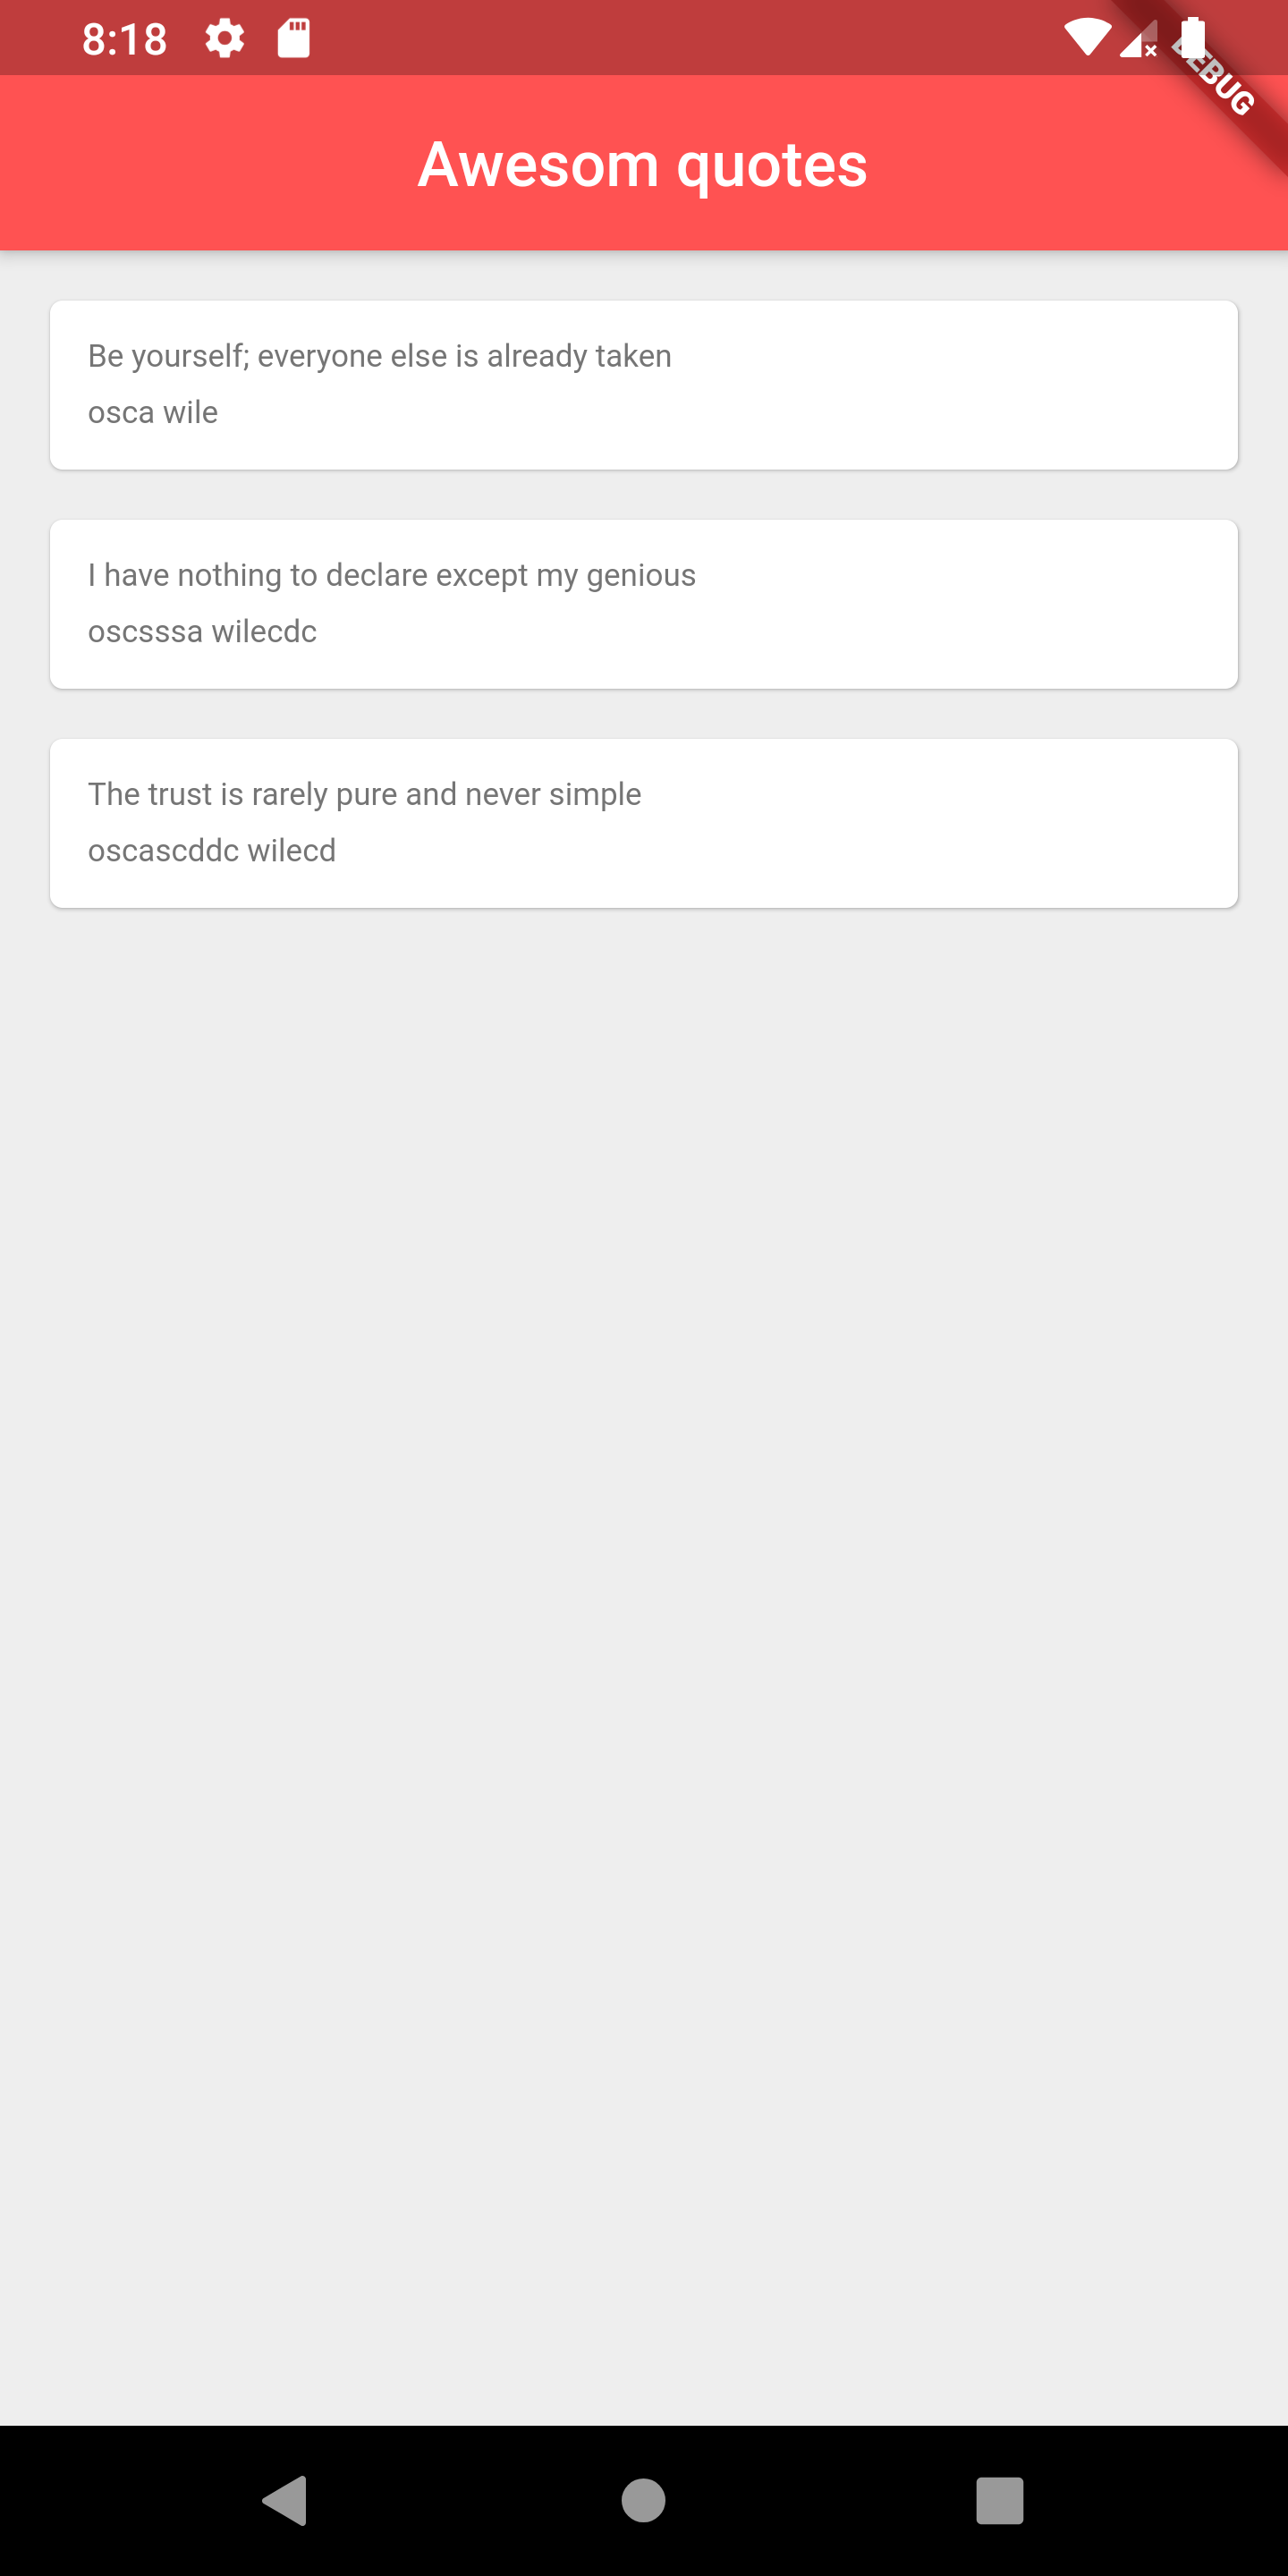 8:18
DEBUG
Awesom quotes
Be yourself; everyone else is already taken
osca wile
I have nothing to declare except my genious
oscsssa wilecdc
The trust is rarely pure and never simple
oscascddc wilecd